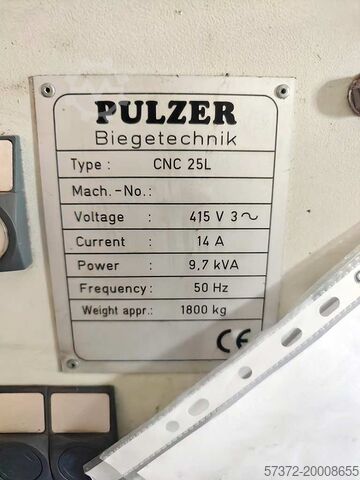 PULZER
Biegetechnik
Type : CNC 25L
Mach.-No.:
Voltage : 415 V 3~
Current : 14 A
Power : 9,7 kVA
Frequency: 50 Hz
Weight appr.: 1800 kg
CE
57372-20008655